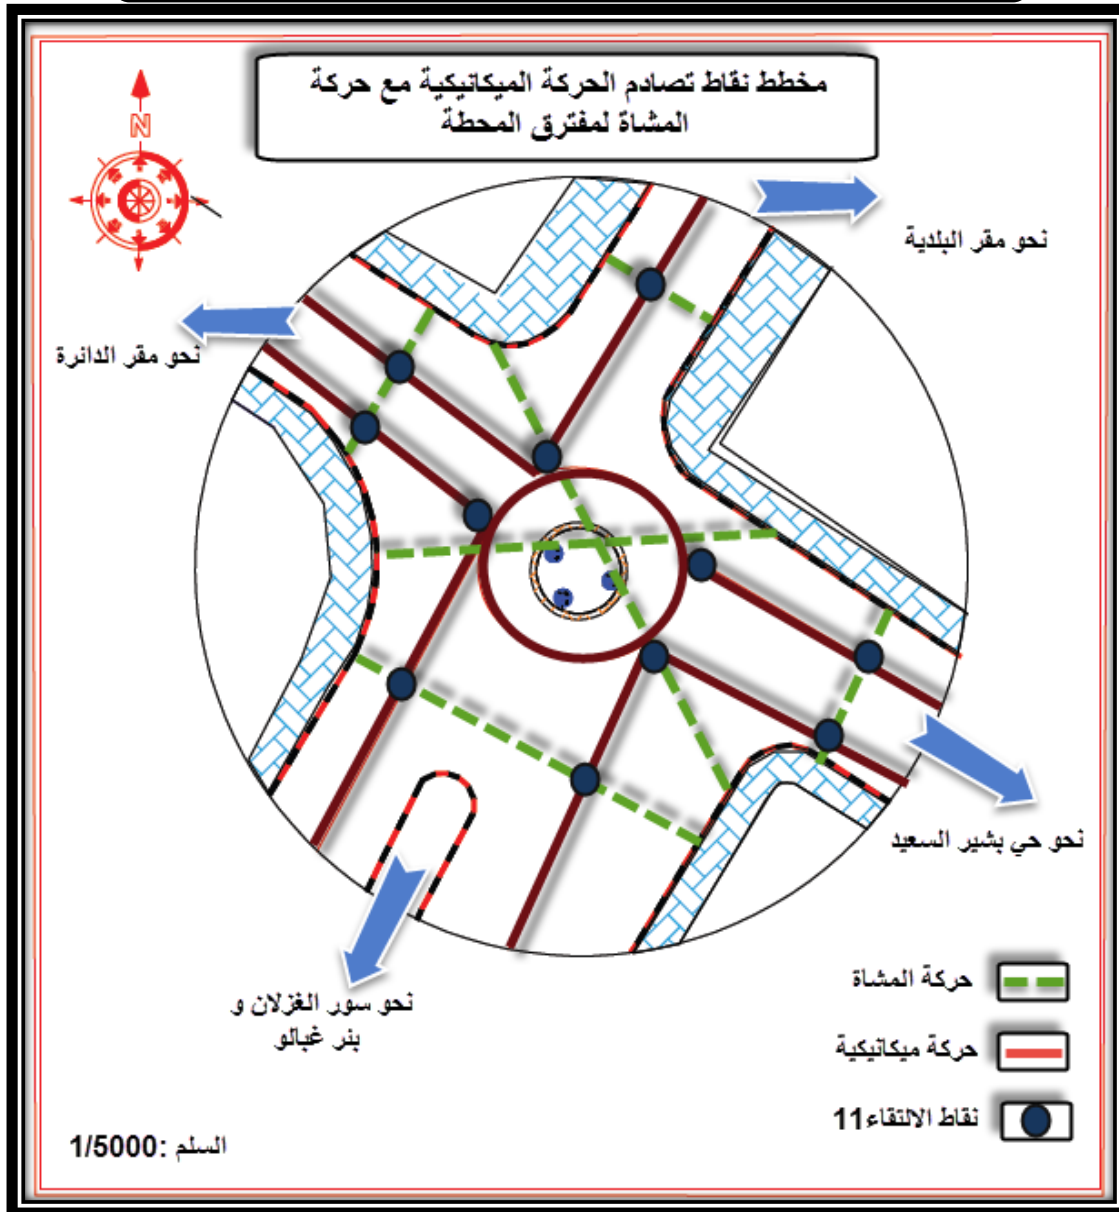 مخطط نقاط تصادم الحركة الميكانيكية مع حركة
المشاة لمفترق المحطة
N
نحو مقر البلدية
نحو مقر الدائرة
نحو حي بشير السعيد
نحو سور الغزلان و
بئر غبالو
حركة المشاة
حركة ميكانيكية
نقاط الالتقاء11
السلم :1/5000